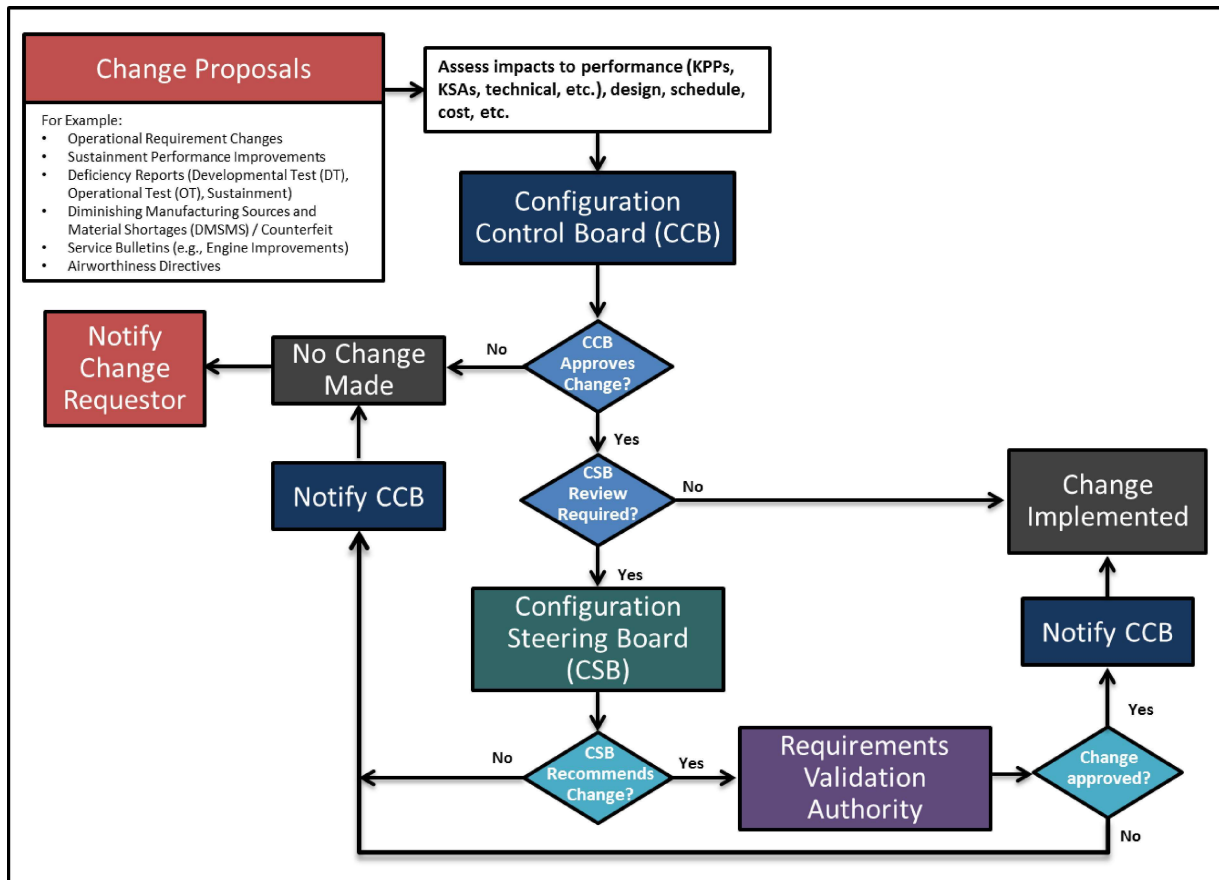 Change Proposals
For Example:
• Operational Requirement Changes
• Sustainment Performance Improvements
• Deficiency Reports (Developmental Test (DT),
Operational Test (OT), Sustainment)
• Diminishing Manufacturing Sources and
Material Shortages (DMSMS) / Counterfeit
• Service Bulletins (e.g., Engine Improvements)
• Airworthiness Directives
Assess impacts to performance (KPPs,
KSAs, technical, etc.), design, schedule,
cost, etc.
Configuration
Control Board (CCB)
CCB
Approves
Change?
No
No Change
Made
Notify
Change
Requestor
Yes
CSB
Review
Required?
No
Change
Implemented
Notify CCB
Yes
Configuration
Steering Board
(CSB)
Notify CCB
CSB
Recommends
Change?
No
Yes
Requirements
Validation
Authority
Change
approved?
Yes
No